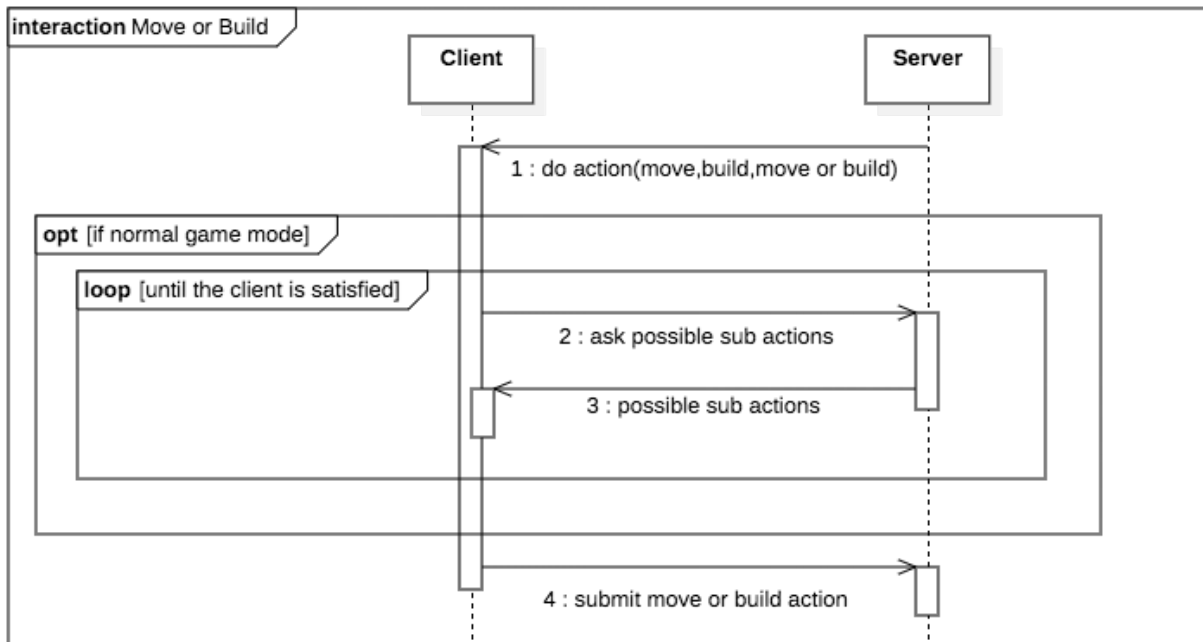 interaction Move or Build
Client
Server
1 : do action(move,build,move or build)
opt [if normal game mode]
loop [until the client is satisfied]
2 : ask possible sub actions
3 : possible sub actions
4 : submit move or build action